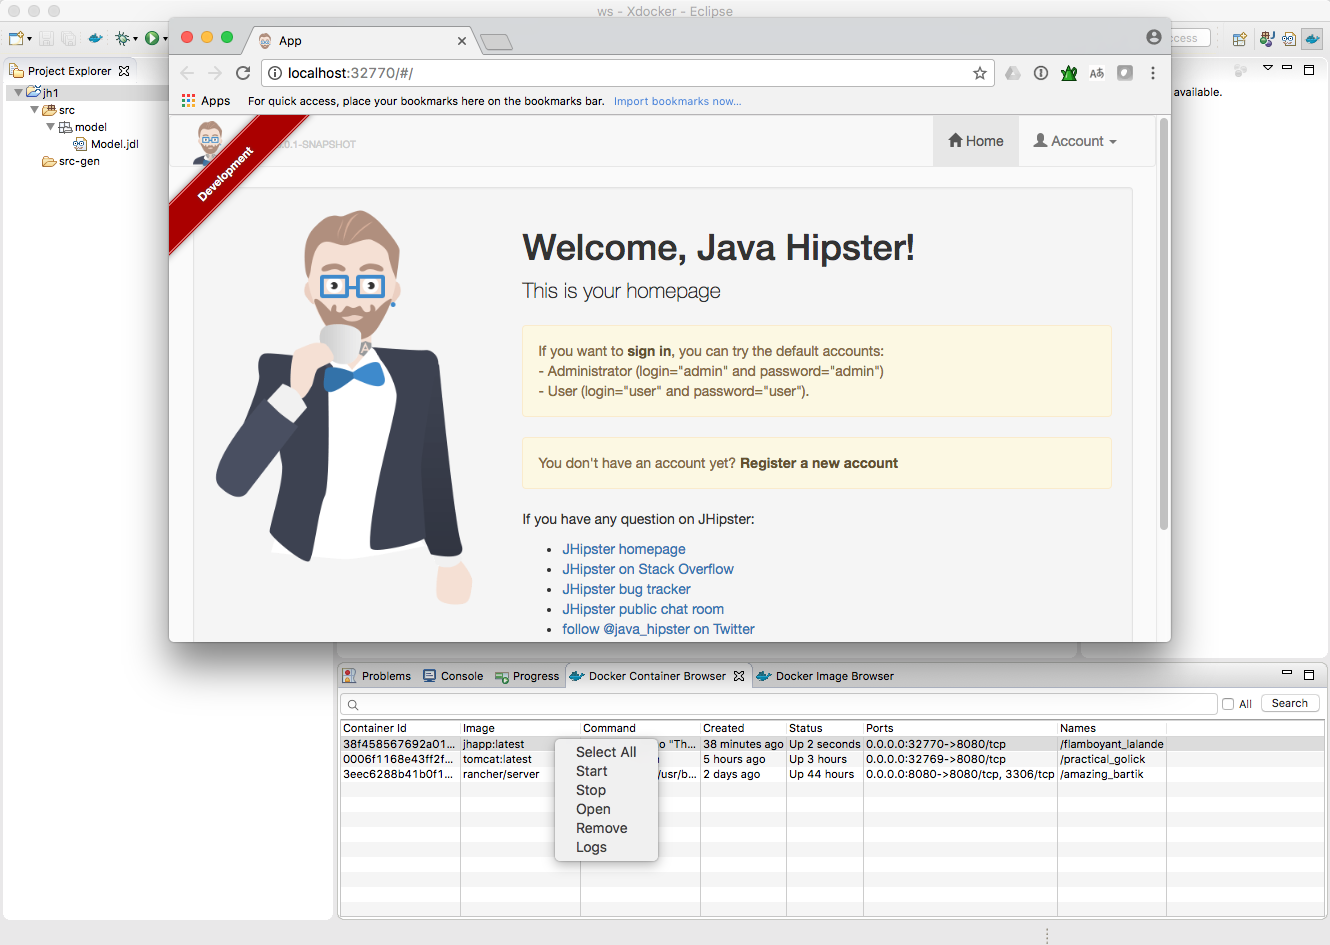 ws - Xdocker - Eclipse
App
cess
Project Explorer
localhost:32770/#/
Aあ
Apps
For quick access, place your bookmarks here on the bookmarks bar. Import bookmarks now...
available.
jh1
src
model
Model.jdl
src-gen
Development
.0.1-SNAPSHOT
Home
Account
Welcome, Java Hipster!
This is your homepage
If you want to sign in, you can try the default accounts:
- Administrator (login="admin" and password="admin")
- User (login="user" and password="user").
You don't have an account yet? Register a new account
If you have any question on JHipster:
• JHipster homepage
• JHipster on Stack Overflow
• JHipster bug tracker
• JHipster public chat room
• follow @java_hipster on Twitter
Problems Console Progress Docker Container Browser Docker Image Browser
All Search
Container Id Image Command Created Status Ports Names
38f458567692a01... jhapp:latest o "Th... 38 minutes ago Up 2 seconds 0.0.0.0:32770->8080/tcp /flamboyant_lalande
0006f1168e43ff2f... tomcat:latest 5 hours ago Up 3 hours 0.0.0.0:32769->8080/tcp /practical_golick
3eec6288b41b0f1... rancher/server /usr/b... 2 days ago Up 44 hours 0.0.0.0:8080->8080/tcp, 3306/tcp /amazing_bartik
Select All
Start
Stop
Open
Remove
Logs